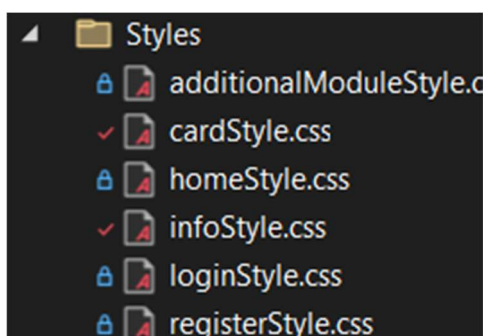 Styles
additionalModuleStyle.c
cardStyle.css
homeStyle.css
infoStyle.css
loginStyle.css
registerStyle.css